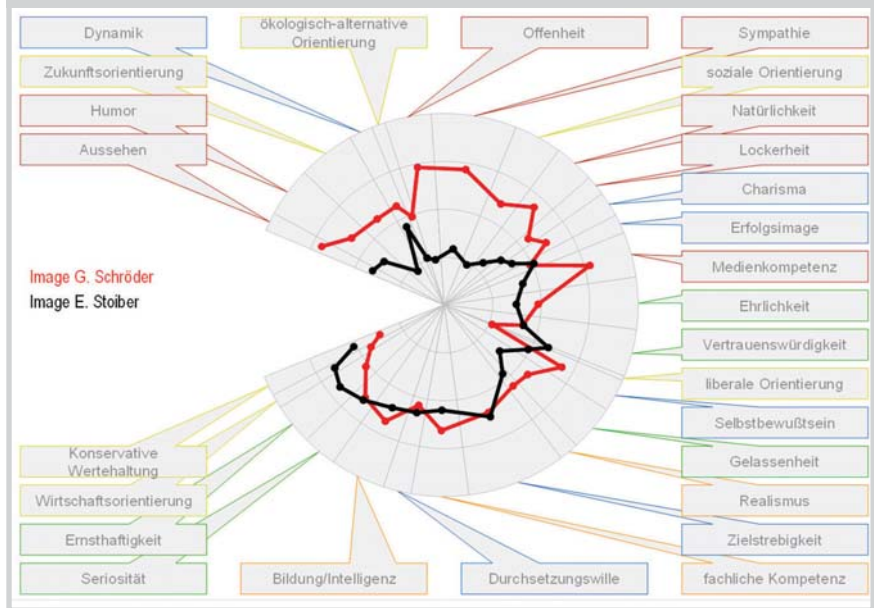 Dynamik
ökologisch-alternative
Orientierung
Offenheit
Sympathie
Zukunftsorientierung
soziale Orientierung
Humor
Natürlichkeit
Aussehen
Lockerheit
Charisma
Erfolgsimage
Image G. Schröder
Medienkompetenz
Image E. Stoiber
Ehrlichkeit
Vertrauenswürdigkeit
liberale Orientierung
Selbstbewußtsein
Konservative
Wertehaltung
Gelassenheit
Wirtschaftsorientierung
Realismus
Ernsthaftigkeit
Zielstrebigkeit
Seriosität
Bildung/Intelligenz
Durchsetzungswille
fachliche Kompetenz